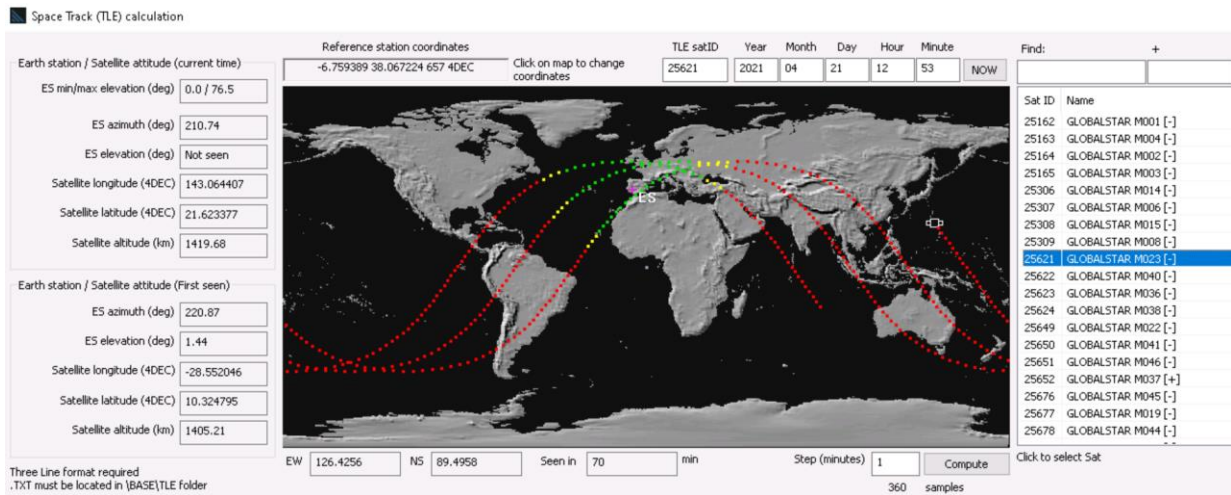 Space Track (TLE) calculation
Earth station / Satellite attitude (current time)
ES min/max elevation (deg) 0.0 / 76.5
ES azimuth (deg) 210.74
ES elevation (deg) Not seen
Satellite longitude (4DEC) 143.064407
Satellite latitude (4DEC) 21.623377
Satellite altitude (km) 1419.68
Earth station / Satellite attitude (First seen)
ES azimuth (deg) 220.87
ES elevation (deg) 1.44
Satellite longitude (4DEC) -28.552046
Satellite latitude (4DEC) 10.324795
Satellite altitude (km) 1405.21
Three Line format required
.TXT must be located in \BASE\TLE folder
Reference station coordinates
-6.759389 38.067224 657 4DEC
Click on map to change
coordinates
TLE satID Year Month Day Hour Minute
25621 2021 04 21 12 53 NOW
ES
EW 126.4256 NS 89.4958 Seen in 70 min Step (minutes) 1 Compute
360 samples
Find: +
Sat ID Name
25162 GLOBALSTAR M001 [-]
25163 GLOBALSTAR M004 [-]
25164 GLOBALSTAR M002 [-]
25165 GLOBALSTAR M003 [-]
25306 GLOBALSTAR M014 [-]
25307 GLOBALSTAR M006 [-]
25308 GLOBALSTAR M015 [-]
25309 GLOBALSTAR M008 [-]
25621 GLOBALSTAR M023 [-]
25622 GLOBALSTAR M040 [-]
25623 GLOBALSTAR M036 [-]
25624 GLOBALSTAR M038 [-]
25649 GLOBALSTAR M022 [-]
25650 GLOBALSTAR M041 [-]
25651 GLOBALSTAR M046 [-]
25652 GLOBALSTAR M037 [+]
25676 GLOBALSTAR M045 [-]
25677 GLOBALSTAR M019 [-]
25678 GLOBALSTAR M044 [-]
Click to select Sat